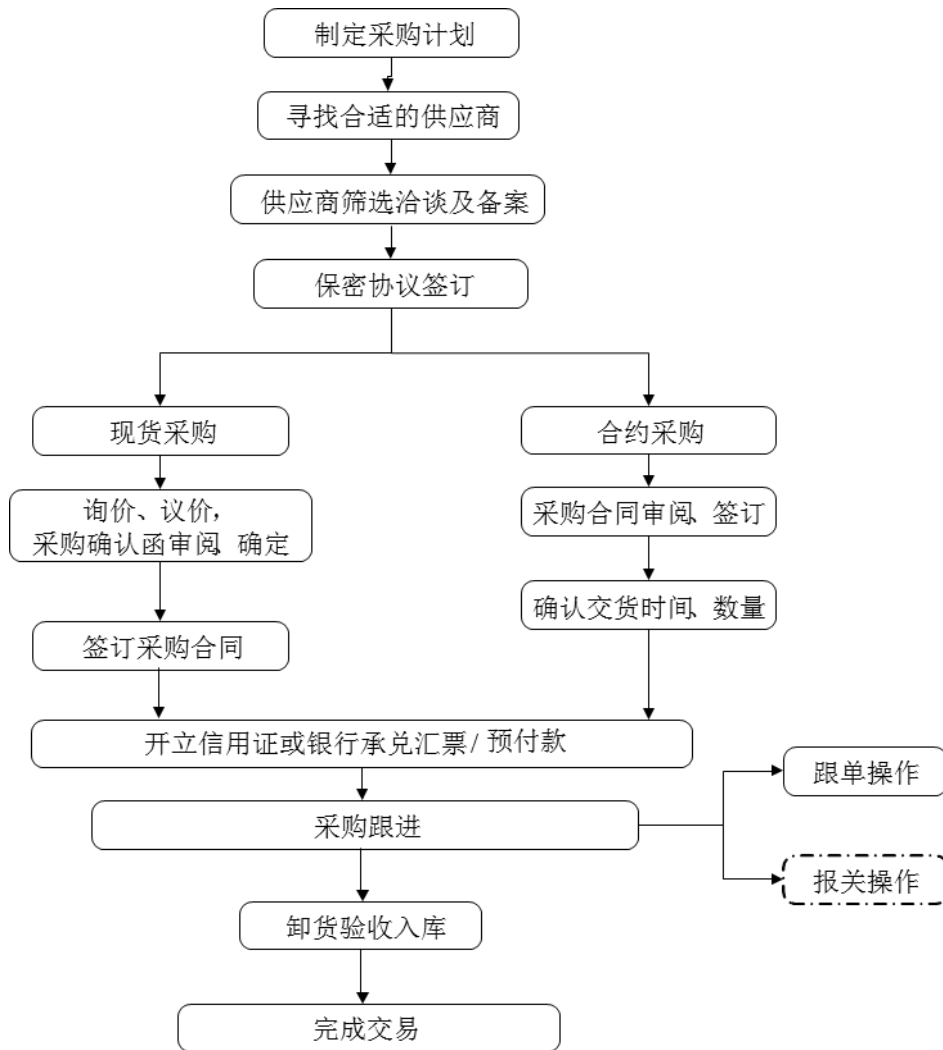 制定采购计划
寻找合适的供应商
供应商筛选洽谈及备案
保密协议签订
现货采购
合约采购
询价、议价，
采购确认函审阅、确定
采购合同审阅、签订
确认交货时间、数量
签订采购合同
开立信用证或银行承兑汇票/预付款
跟单操作
采购跟进
报关操作
卸货验收入库
完成交易